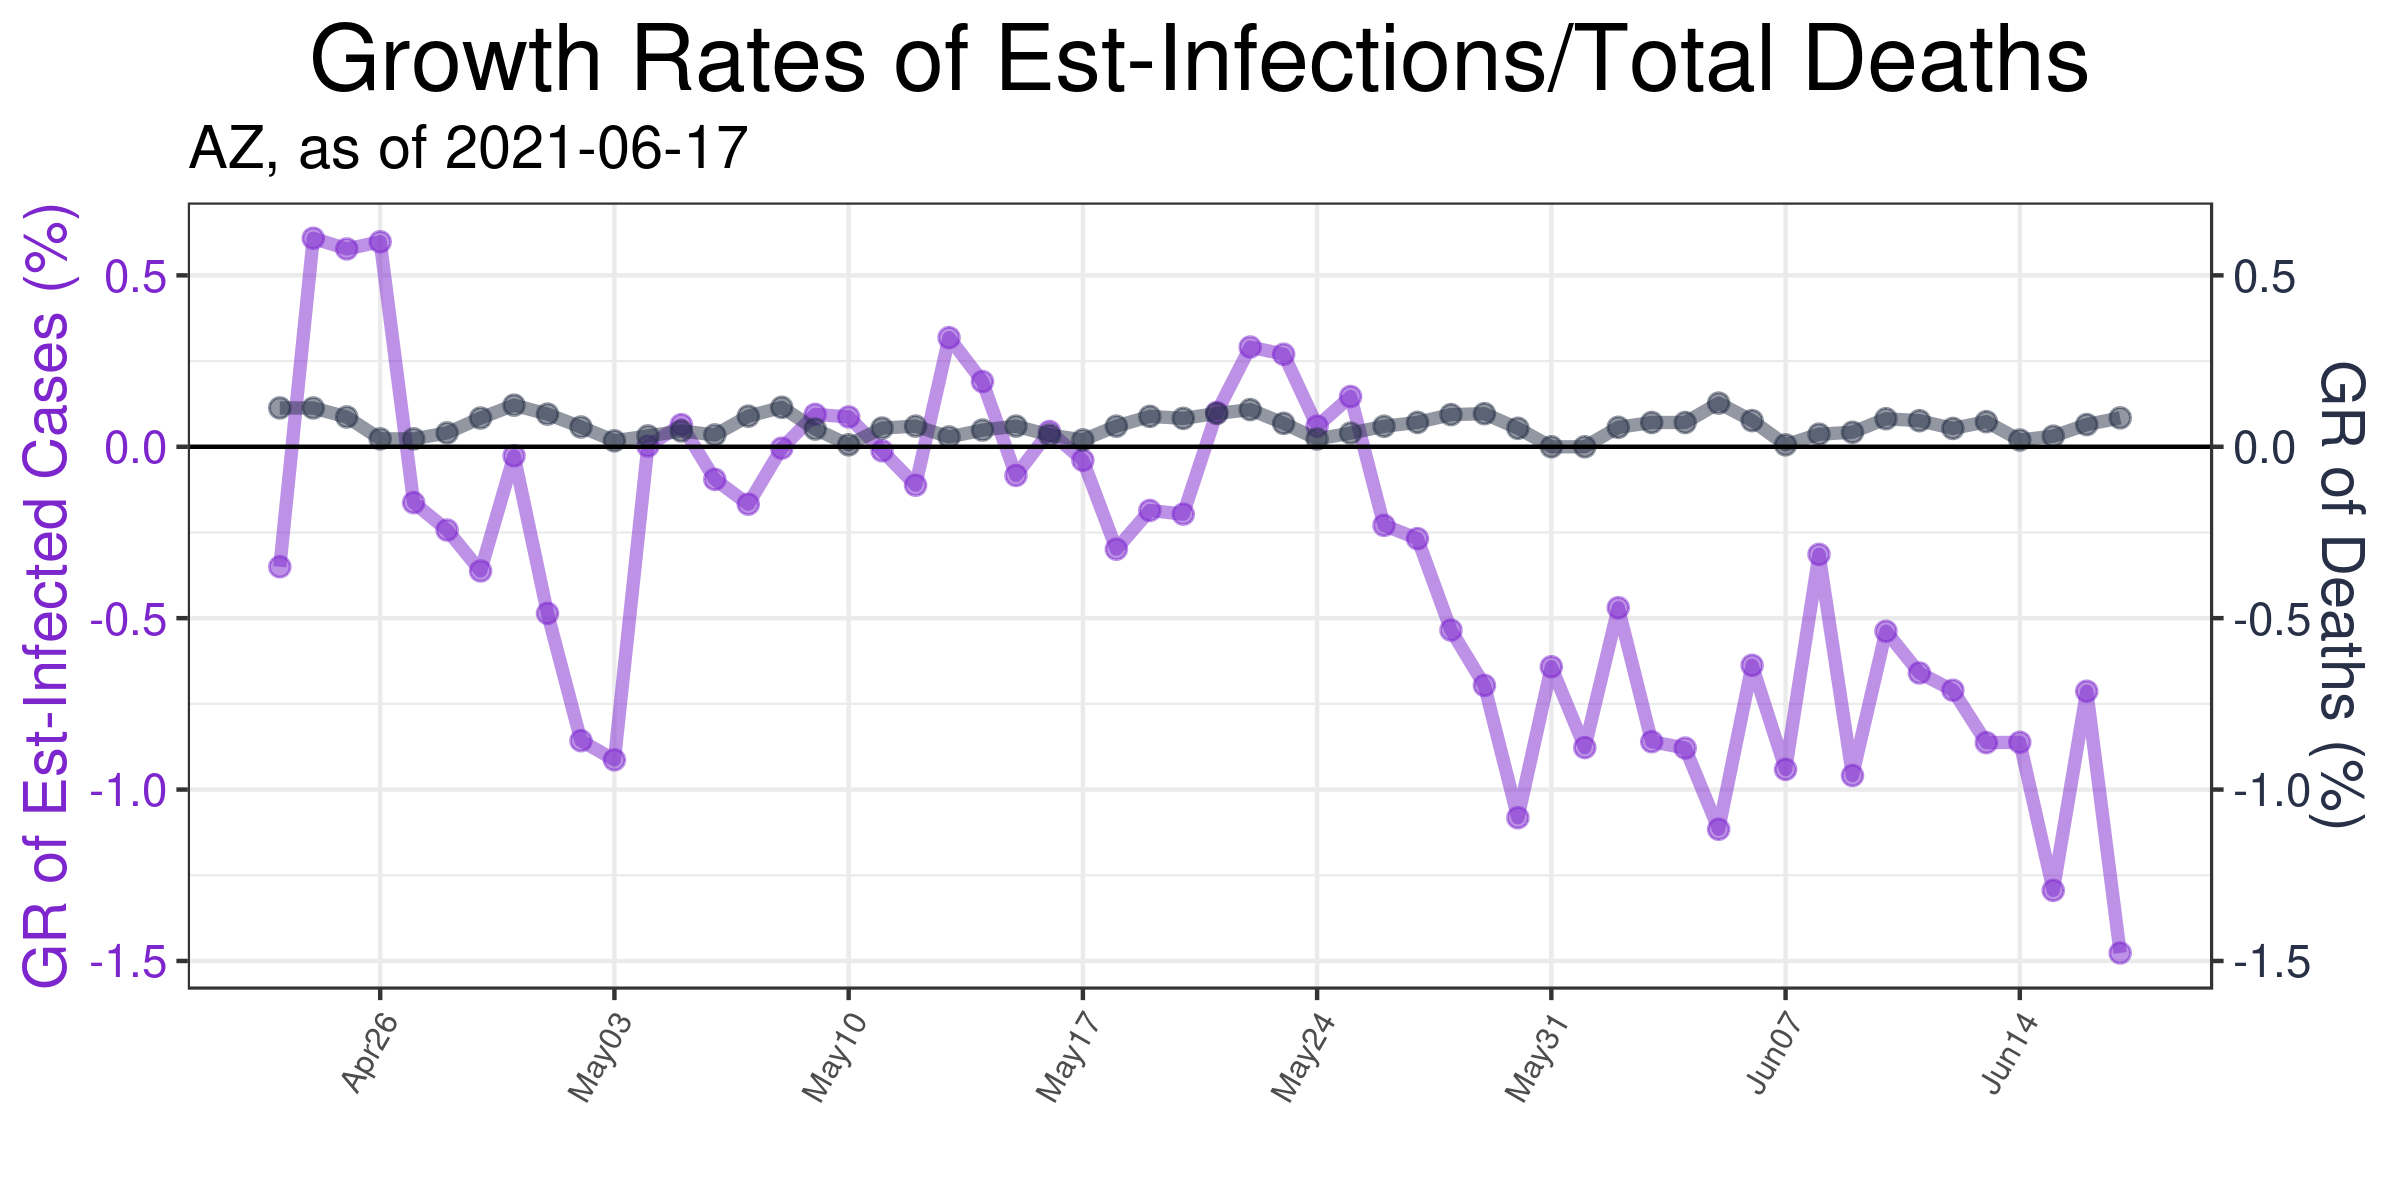 Growth Rates of Est-Infections/Total Deaths
AZ, as of 2021-06-17
GR of Est-Infected Cases (%)
0.5
0.0
-0.5
-1.0
-1.5
0.5
0.0
-0.5
-1.0
-1.5
GR of Deaths (%)
Apr26
May03
May10
May17
May24
May31
Jun07
Jun14